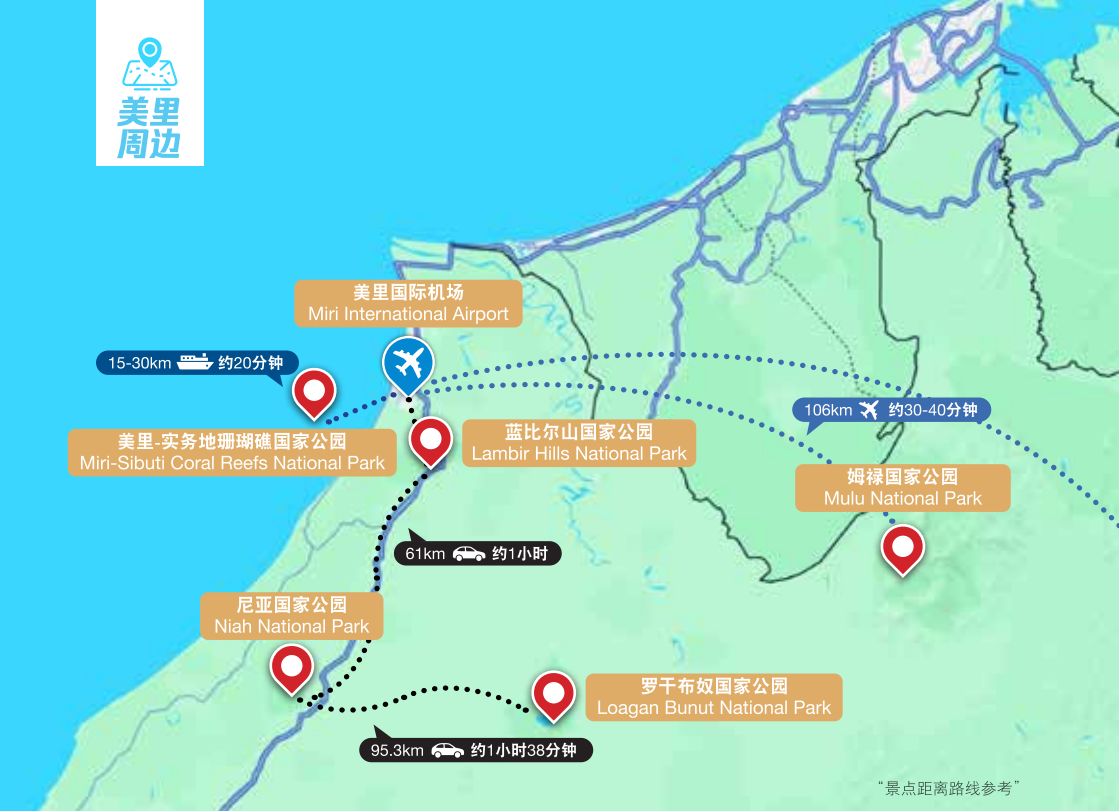 美里
周边
美里国际机场
Miri International Airport
15-30km 约20分钟
美里-实务地珊瑚礁国家公园
Miri-Sibuti Coral Reefs National Park
蓝比尔山国家公园
Lambir Hills National Park
106km 约30-40分钟
姆禄国家公园
Mulu National Park
61km 约1小时
尼亚国家公园
Niah National Park
罗干布奴国家公园
Loagan Bunut National Park
95.3km 约1小时38分钟
“景点距离路线参考”